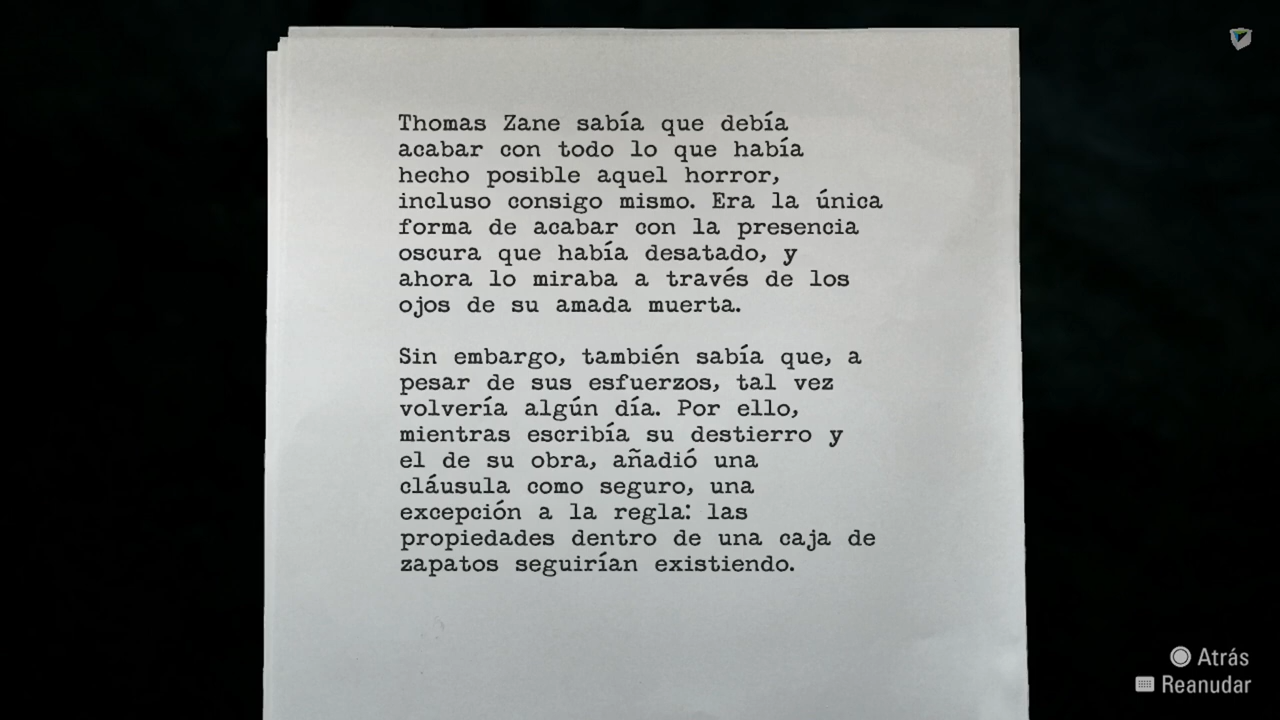 Thomas Zane sabía que debía
acabar con todo lo que había
hecho posible aquel horror,
incluso consigo mismo. Era la única
forma de acabar con la presencia
oscura que había desatado, y
ahora lo miraba a través de los
ojos de su amada muerta.
Sin embargo, también sabía que, a
pesar de sus esfuerzos, tal vez
volvería algún día. Por ello,
mientras escribía su destierro y
el de su obra, añadió una
cláusula como seguro, una
excepción a la regla: las
propiedades dentro de una caja de
zapatos seguirían existiendo.
Atrás
Reanudar